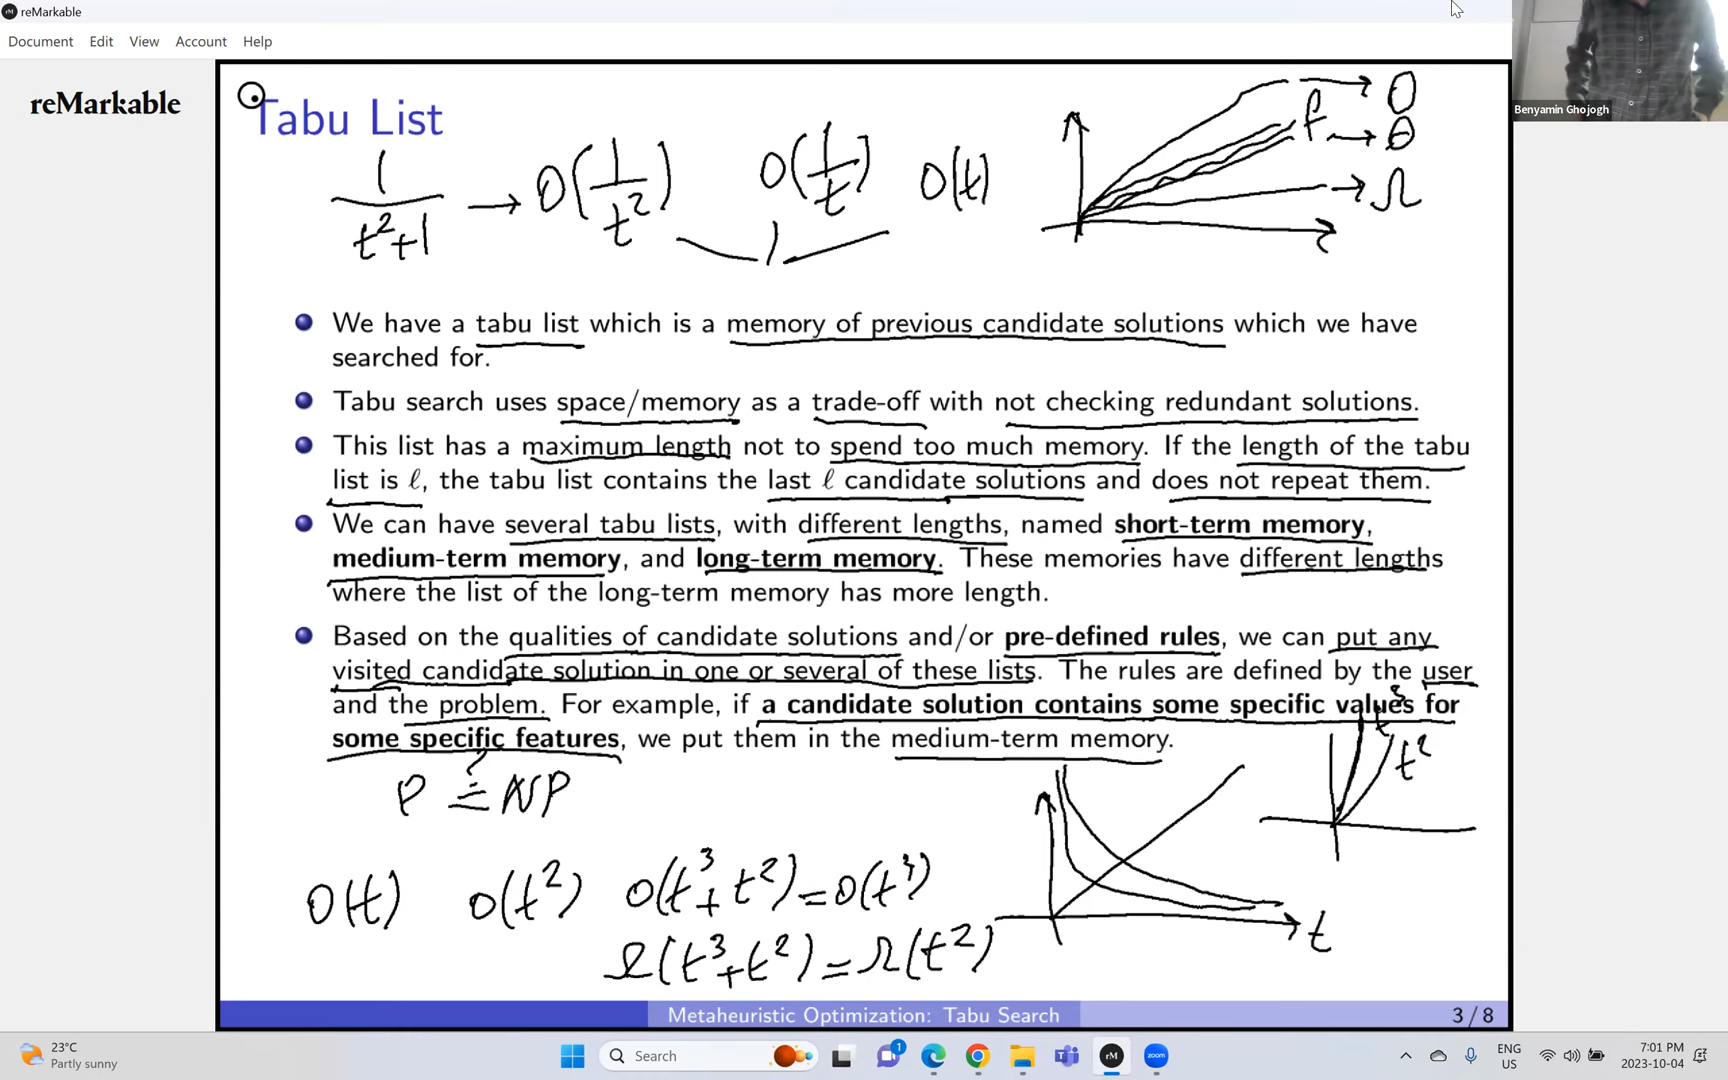 reMarkable
Document Edit View Account Help
reMarkable
Benyamin Ghojogh
Tabu List
1/(t²+1) → O(1/t²) O(1/t) O(t)
O
f
Θ
Ω
We have a tabu list which is a memory of previous candidate solutions which we have
searched for.
Tabu search uses space/memory as a trade-off with not checking redundant solutions.
This list has a maximum length not to spend too much memory. If the length of the tabu
list is ℓ, the tabu list contains the last ℓ candidate solutions and does not repeat them.
We can have several tabu lists, with different lengths, named short-term memory,
medium-term memory, and long-term memory. These memories have different lengths
where the list of the long-term memory has more length.
Based on the qualities of candidate solutions and/or pre-defined rules, we can put any
visited candidate solution in one or several of these lists. The rules are defined by the user
and the problem. For example, if a candidate solution contains some specific values for
some specific features, we put them in the medium-term memory.
t³
t²
P ≟ NP
O(t) O(t²) O(t³+t²)=O(t³)
Ω(t³+t²)=Ω(t²)
t
Metaheuristic Optimization: Tabu Search 3 / 8
23°C
Partly sunny
Search
1
rM
zoom
ENG
US
7:01 PM
2023-10-04